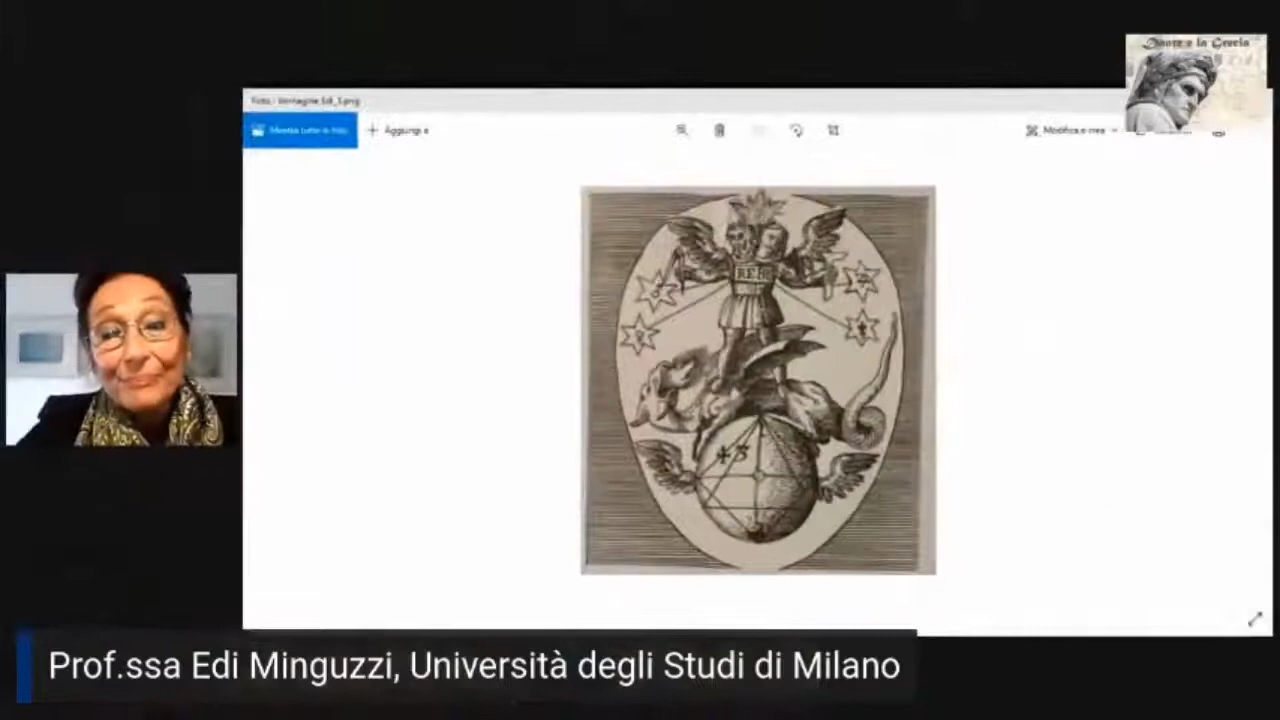 Dante e la Grecia
Foto - Immagine Edi_3.png
Mostra tutte le foto
Aggiungi a
Modifica e crea
REBIS
43
Prof.ssa Edi Minguzzi, Università degli Studi di Milano